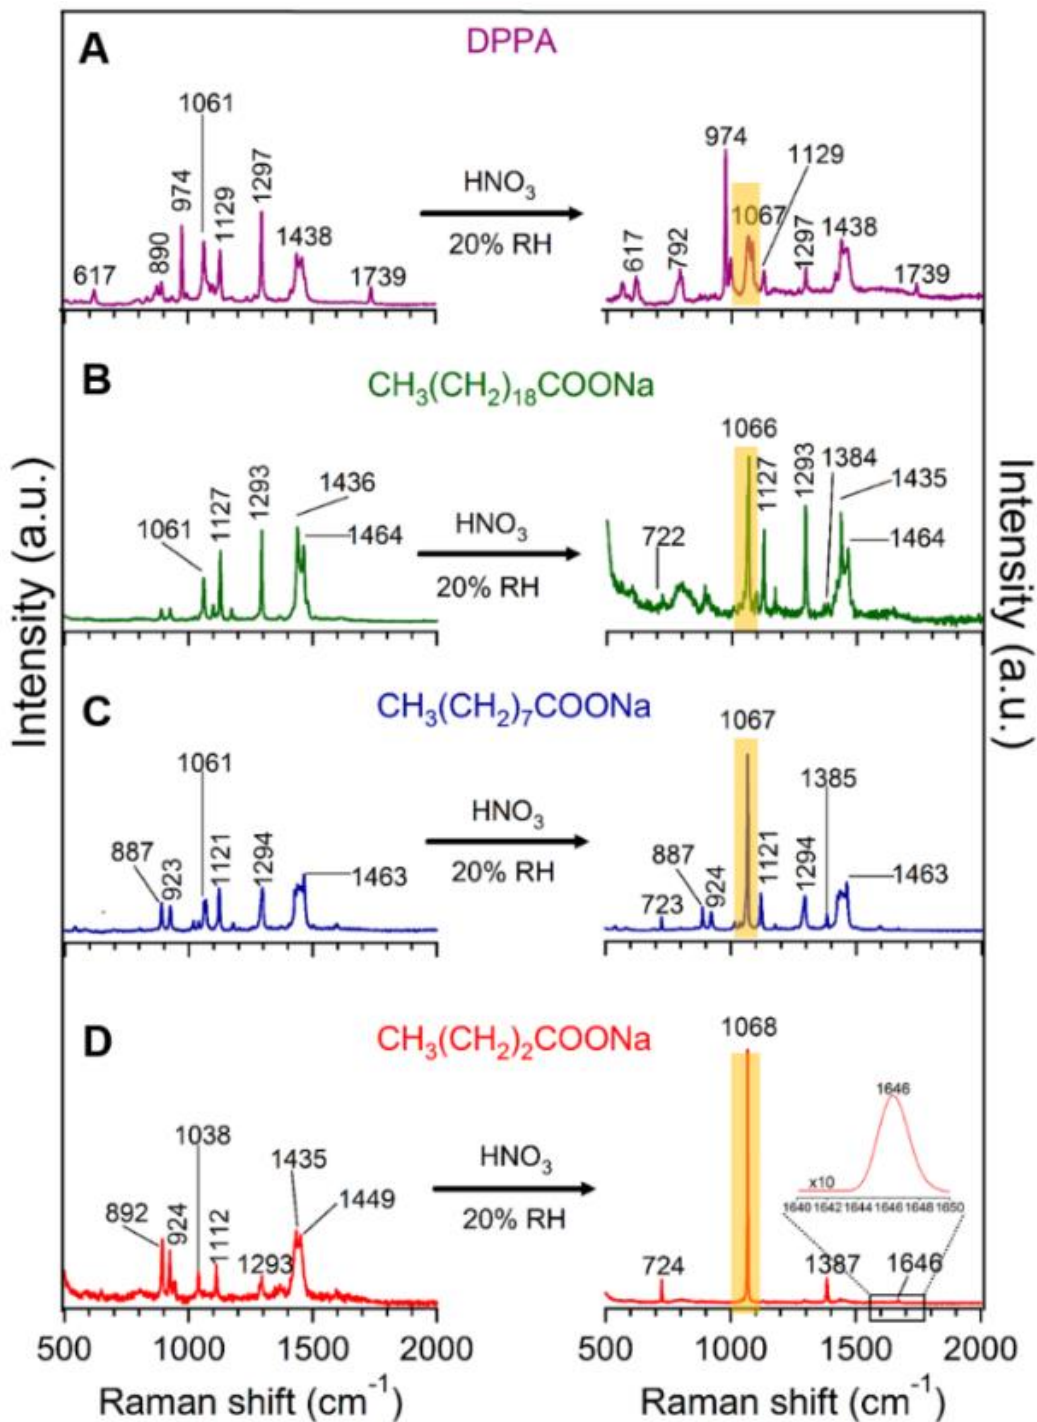 A
DPPA
617
890
974
1061
1129
1297
1438
1739
HNO₃
20% RH
617
792
974
1067
1129
1297
1438
1739
B
CH₃(CH₂)₁₈COONa
1061
1127
1293
1436
1464
HNO₃
20% RH
722
1066
1127
1293
1384
1435
1464
C
CH₃(CH₂)₇COONa
887
923
1061
1121
1294
1463
HNO₃
20% RH
723
887
924
1067
1121
1294
1385
1463
D
CH₃(CH₂)₂COONa
892
924
1038
1112
1293
1435
1449
HNO₃
20% RH
724
1068
1387
1646
1646
x10
1640 1642 1644 1646 1648 1650
Intensity (a.u.)
Intensity (a.u.)
500 1000 1500 2000
500 1000 1500 2000
Raman shift (cm⁻¹)
Raman shift (cm⁻¹)